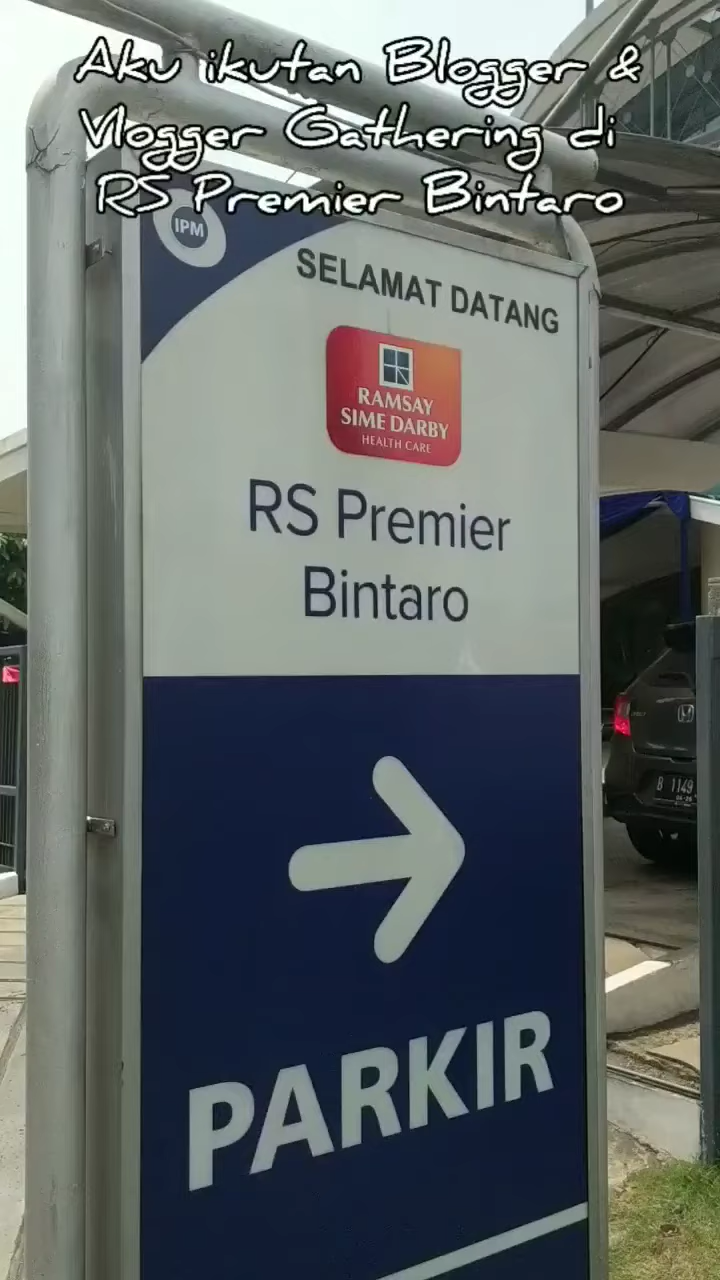 Aku ikutan Blogger &
Vlogger Gathering di
RS Premier Bintaro
IPM
SELAMAT DATANG
RAMSAY
SIME DARBY
HEALTH CARE
RS Premier
Bintaro
B 1149
PARKIR